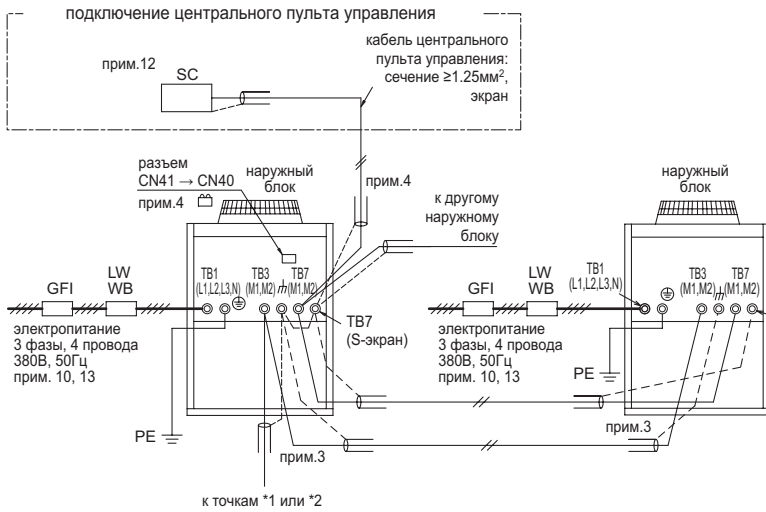 подключение центрального пульта управления
прим.12
SC
кабель центрального
пульта управления:
сечение ≥1.25мм²,
экран
разъем
CN41 → CN40
прим.4
наружный
блок
прим.4
к другому
наружному
блоку
наружный
блок
GFI
LW
WB
TB1
(L1,L2,L3,N)
TB3
(M1,M2)
TB7
(M1,M2)
TB7
(S-экран)
электропитание
3 фазы, 4 провода
380В, 50Гц
прим. 10, 13
PE
GFI
LW
WB
TB1
(L1,L2,L3,N)
TB3
(M1,M2)
TB7
(M1,M2)
электропитание
3 фазы, 4 провода
380В, 50Гц
прим. 10, 13
PE
прим.3
прим.3
к точкам *1 или *2